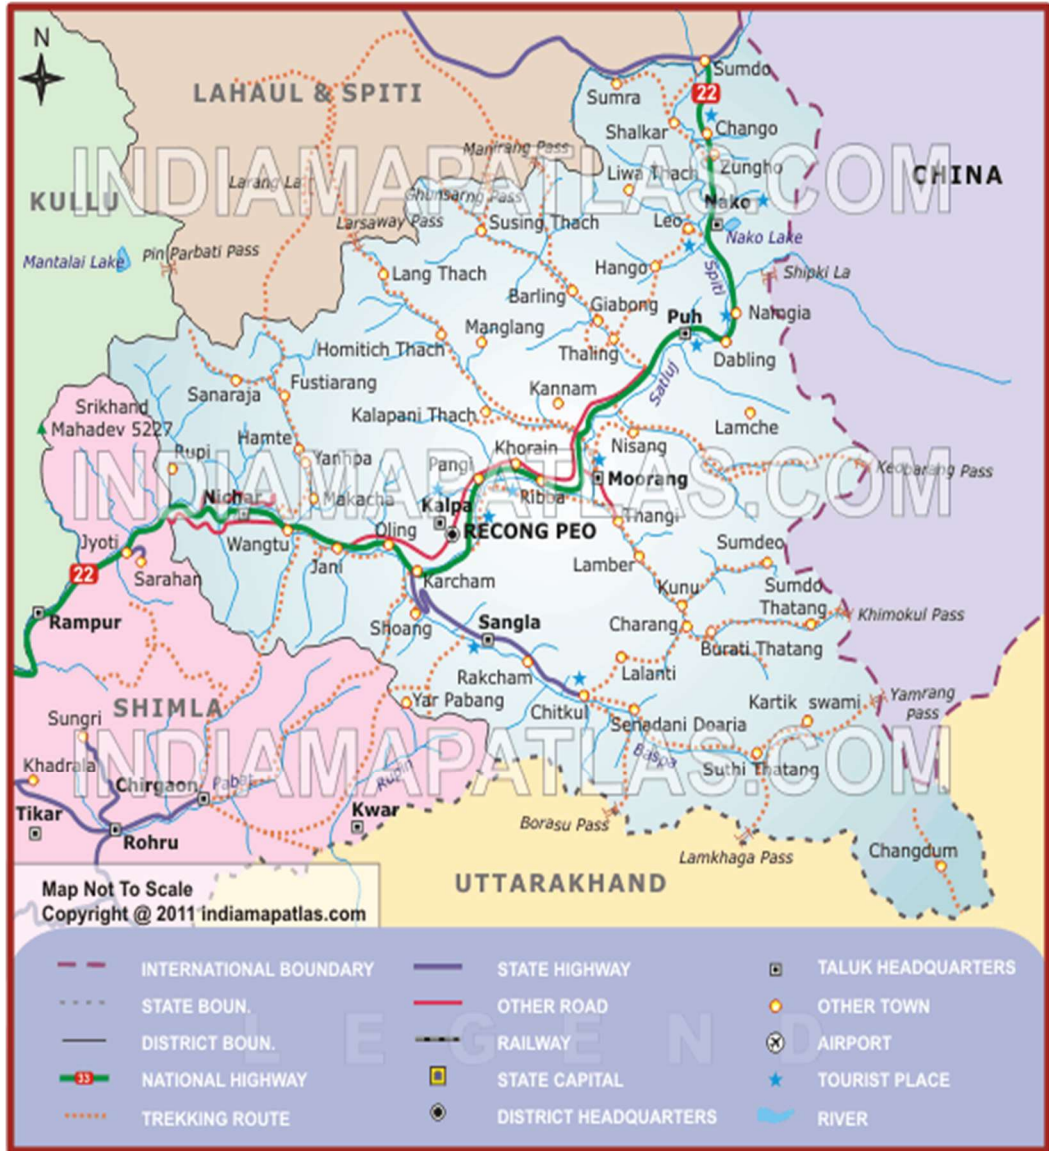 N
Sumdo
22
LAHAUL & SPITI
Sumra
Shalkar
Chango
Manirang Pass
Zungho
INDIAMAPATLAS.COM
Liwa Thach
CHINA
Larang La
Ghunsarng Pass
KULLU
Nako
Larsaway Pass
Susing Thach
Leo
Nako Lake
Pin Parbati Pass
Mantalai Lake
Lang Thach
Hango
Spiti
Shipki La
Barling
Giabong
Namgia
Puh
Manglang
Homitich Thach
Thaling
Dabling
Satluj
Sanaraja
Fustiarang
Kannam
Srikhand
Mahadev 5227
Kalapani Thach
Lamche
Hamte
Khorain
Nisang
Rupi
Yanhpa
Pangi
Keobarang Pass
INDIAMAPATLAS.COM
Moorang
Nichar
Makacha
Kalpa
Ribba
Thangi
Oling
RECONG PEO
Jyoti
Wangtu
Sumdeo
Jani
Lamber
22
Sarahan
Karcham
Kunu
Sumdo
Thatang
Khimokul Pass
Rampur
Shoang
Sangla
Charang
Burati Thatang
Rakcham
Lalanti
Yar Pabang
Kartik swami
Yamrang
Pass
SHIMLA
Chitkul
Sungri
Senadani Doaria
INDIAMAPATLAS.COM
Baspa
Khadrala
Suthi Thatang
Chirgaon
Pabar
Rupin
Tikar
Kwar
Borasu Pass
Rohru
Lamkhaga Pass
Changdum
UTTARAKHAND
Map Not To Scale
Copyright @ 2011 indiamapatlas.com
LEGEND
INTERNATIONAL BOUNDARY
STATE BOUN.
DISTRICT BOUN.
33
NATIONAL HIGHWAY
TREKKING ROUTE
STATE HIGHWAY
OTHER ROAD
RAILWAY
STATE CAPITAL
DISTRICT HEADQUARTERS
TALUK HEADQUARTERS
OTHER TOWN
AIRPORT
TOURIST PLACE
RIVER